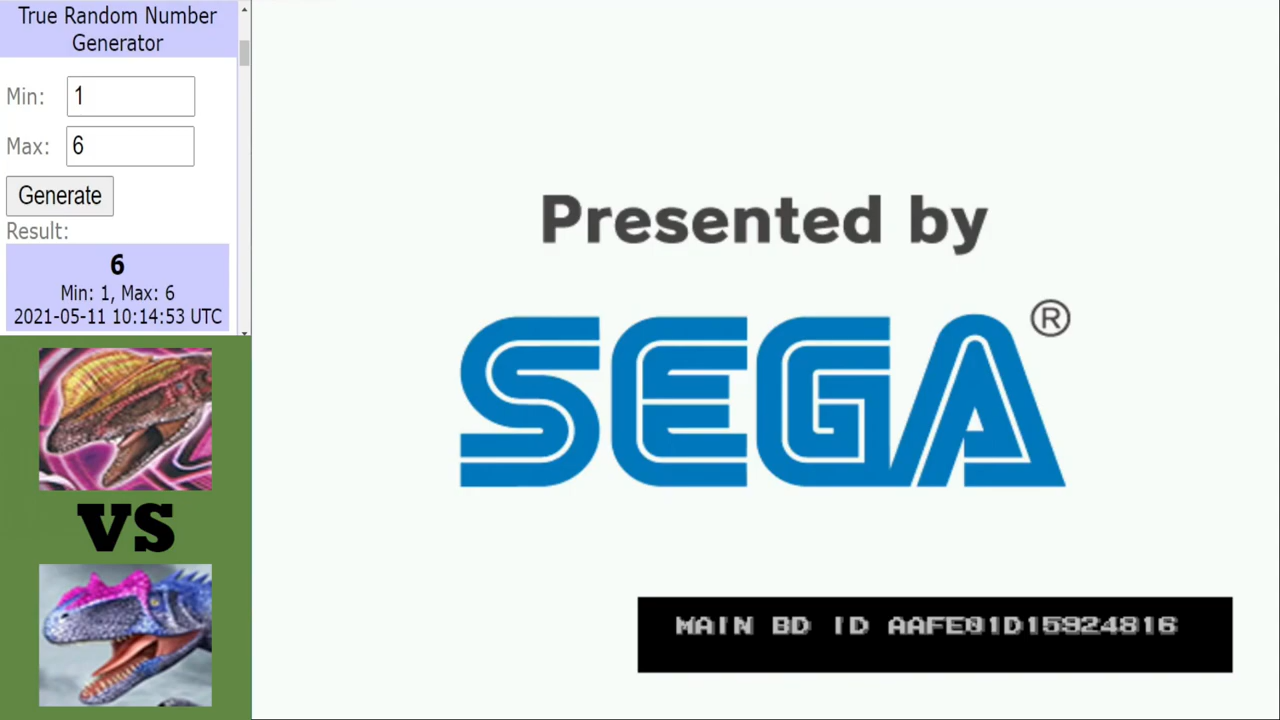 True Random Number
Generator
Min: 1
Max: 6
Generate
Result:
6
Min: 1, Max: 6
2021-05-11 10:14:53 UTC
vs
Presented by
SEGA®
MAIN BD ID AAFE01D15924816